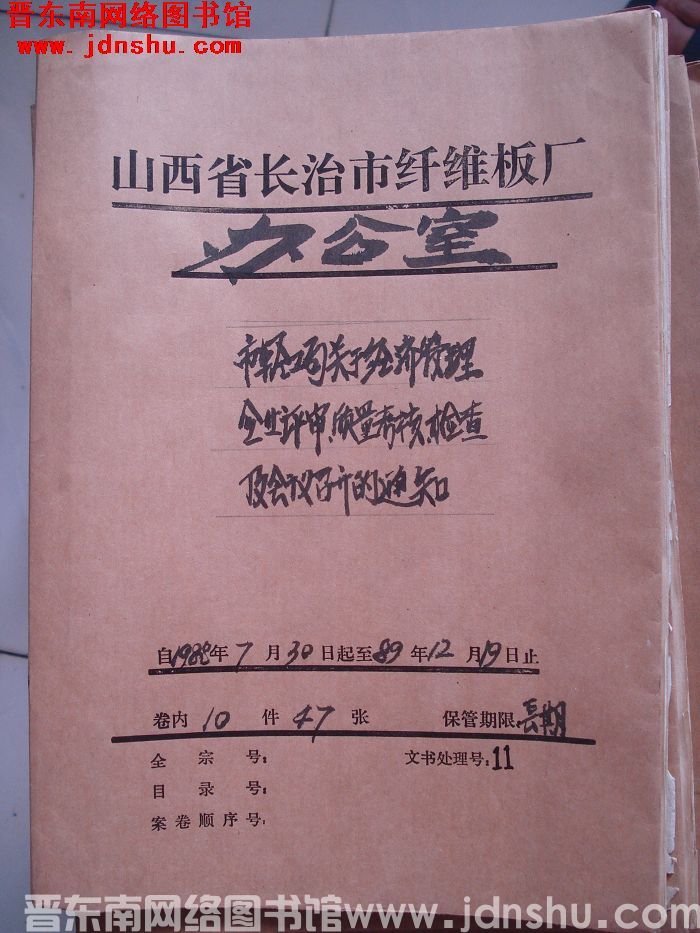 晋东南网络图书馆
www.jdnshu.com
山西省长治市纤维板厂
办公室
市轻工局关于经济管理
企业评审、质量考核、检查
及会议召开的通知
自1988年7月30日起至89年12月19日止
卷内10件47张 保管期限:长期
全宗号: 文书处理号:11
目录号:
案卷顺序号:
晋东南网络图书馆 www.jdnshu.com